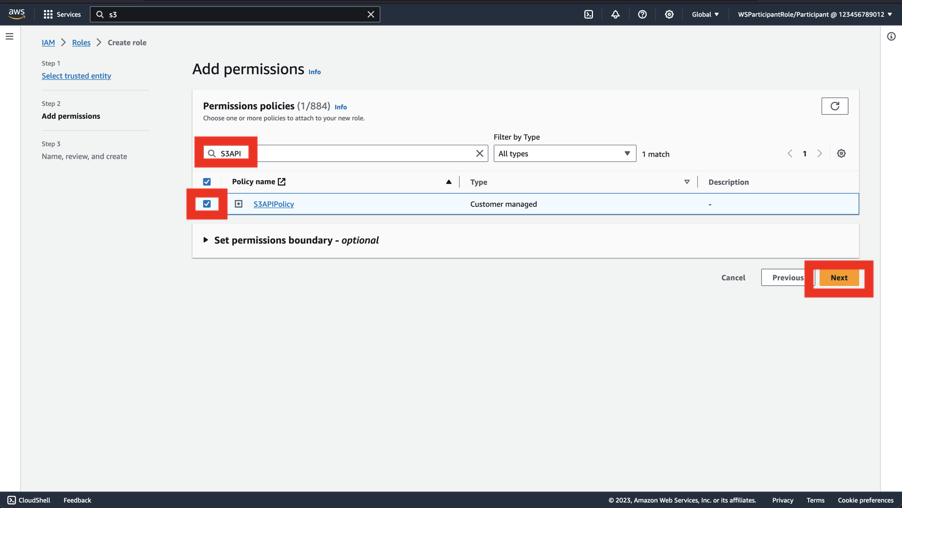 aws Services s3 Global WSParticipantRole/Participant @ 123456789012
IAM Roles Create role
Step 1
Select trusted entity
Step 2
Add permissions
Step 3
Name, review, and create
Add permissions Info
Permissions policies (1/884) Info
Choose one or more policies to attach to your new role.
Filter by Type
S3API All types 1 match 1
Policy name Type Description
S3APIPolicy Customer managed -
Set permissions boundary - optional
Cancel Previous Next
CloudShell Feedback © 2023, Amazon Web Services, Inc. or its affiliates. Privacy Terms Cookie preferences